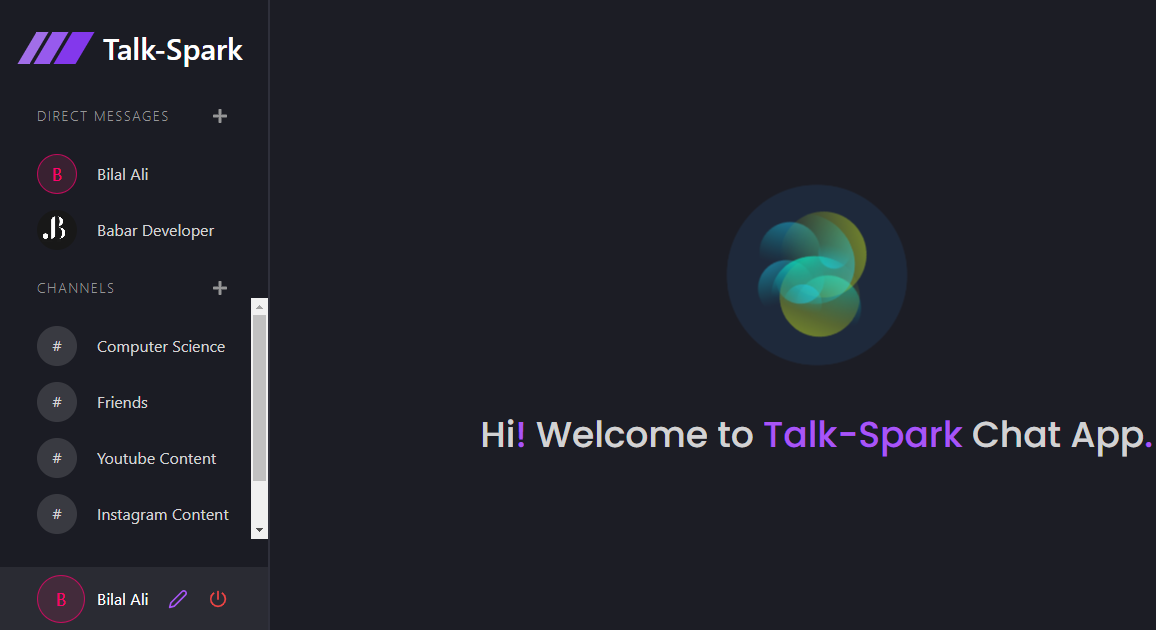 Talk-Spark
DIRECT MESSAGES
B Bilal Ali
B Babar Developer
CHANNELS
# Computer Science
# Friends
# Youtube Content
# Instagram Content
B Bilal Ali
Hi! Welcome to Talk-Spark Chat App.